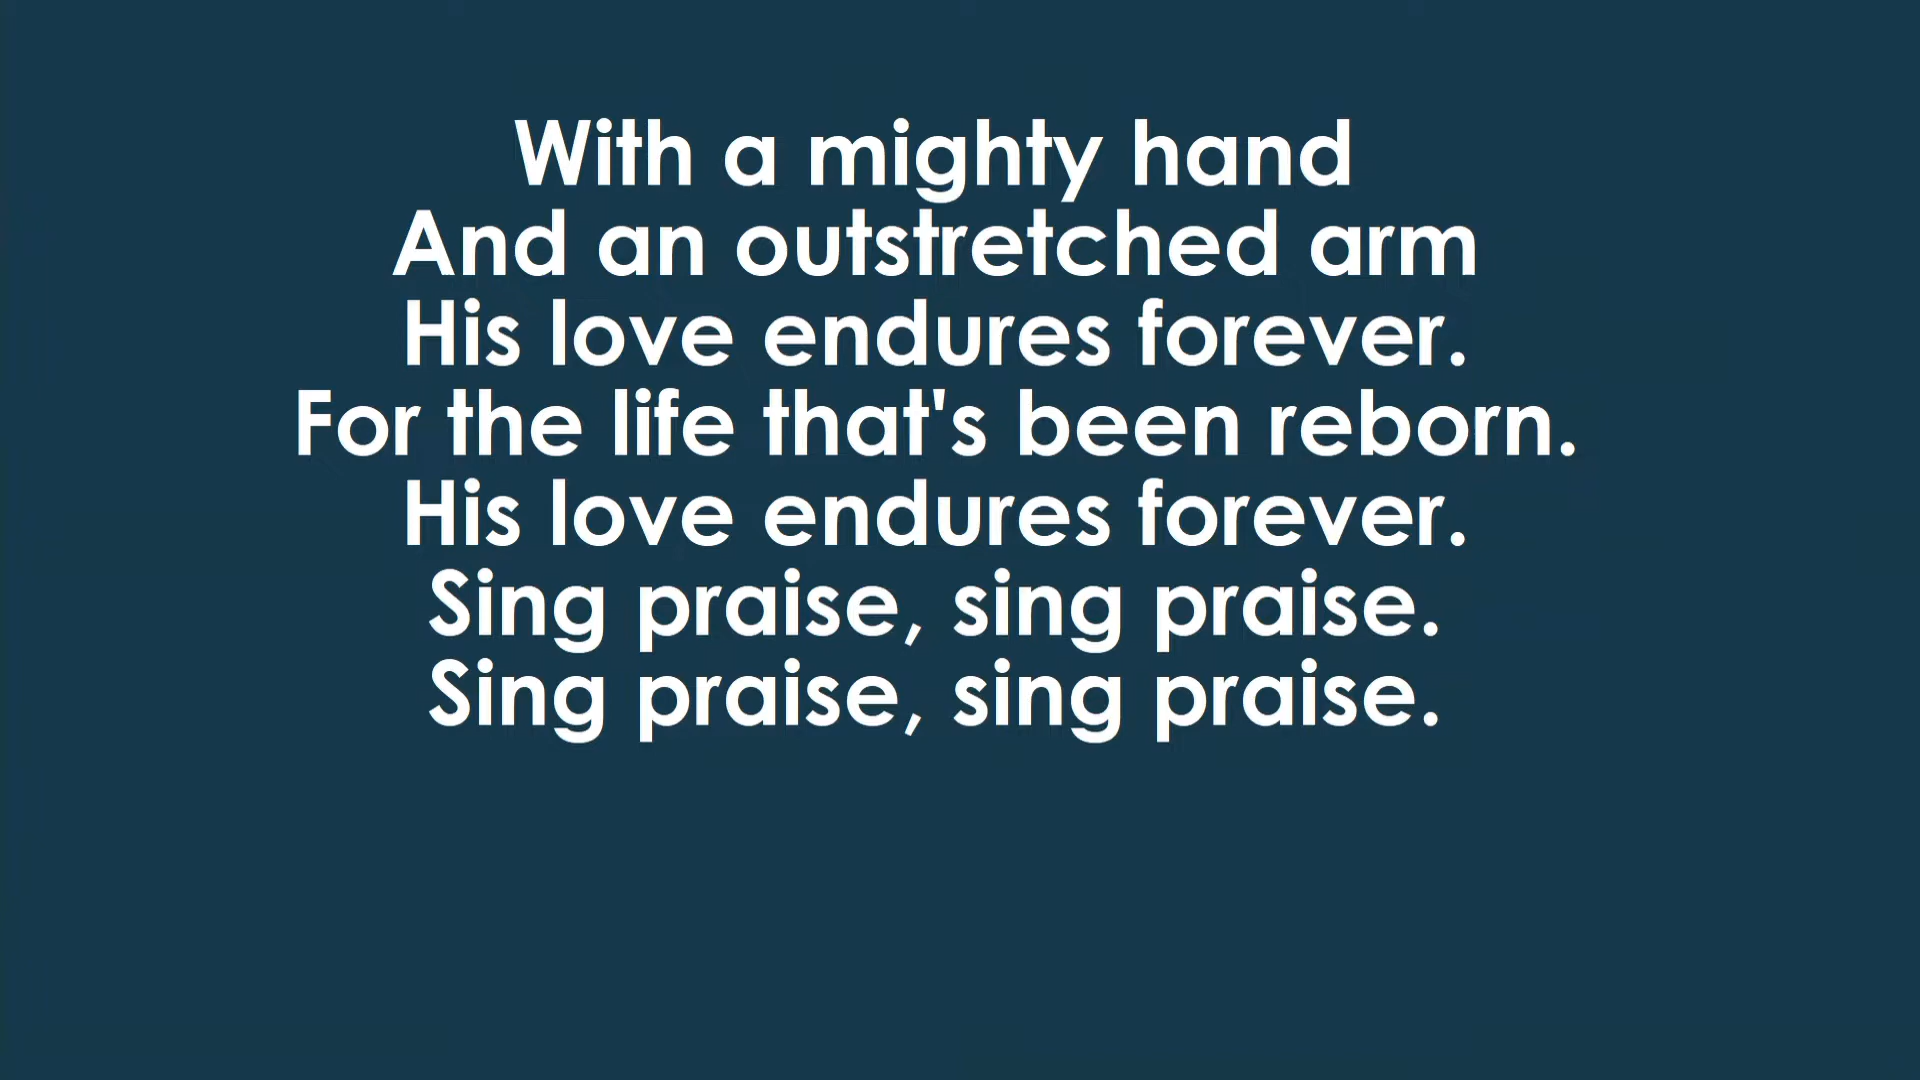 With a mighty hand
And an outstretched arm
His love endures forever.
For the life that's been reborn.
His love endures forever.
Sing praise, sing praise.
Sing praise, sing praise.